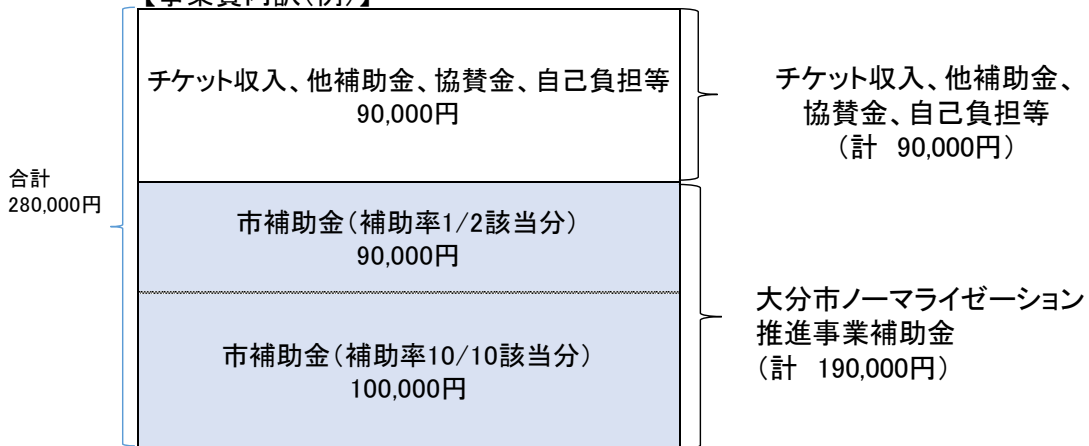 【事業費内訳（例）】
チケット収入、他補助金、協賛金、自己負担等
90,000円
チケット収入、他補助金、
協賛金、自己負担等
（計　90,000円）
合計
280,000円
市補助金（補助率1/2該当分）
90,000円
市補助金（補助率10/10該当分）
100,000円
大分市ノーマライゼーション
推進事業補助金
（計　190,000円）